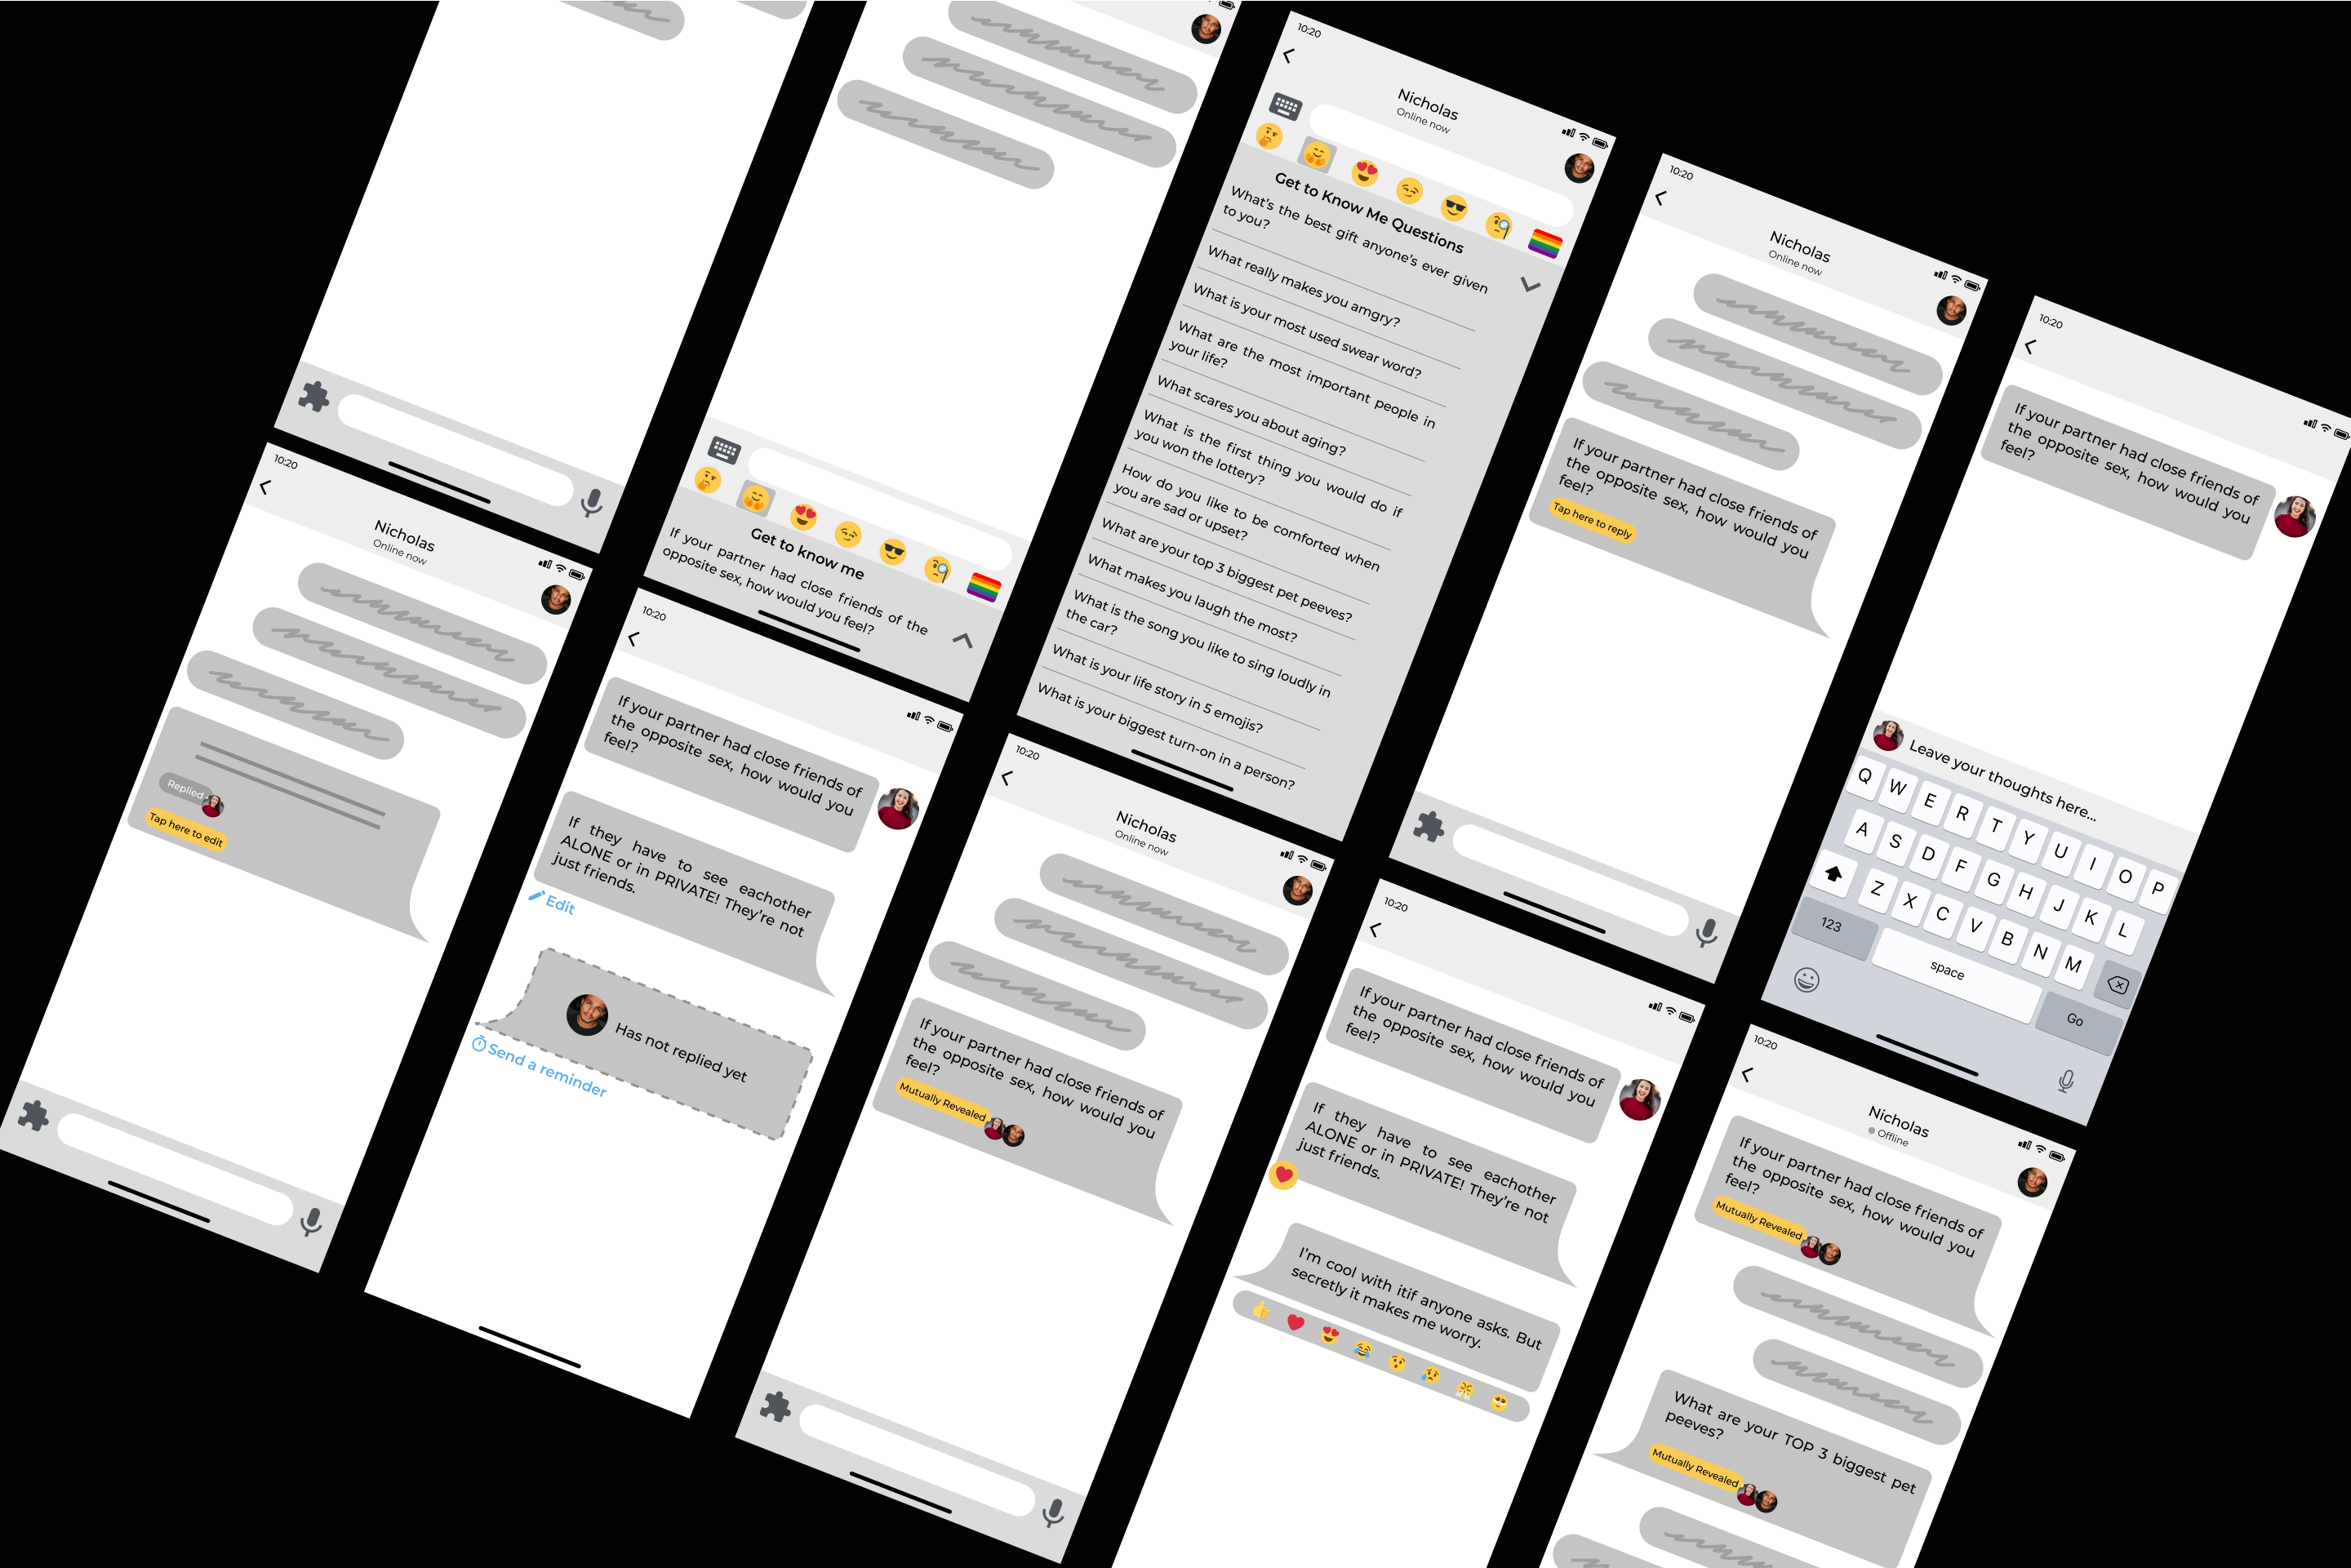 Get to know me
If your partner had close friends of the
opposite sex, how would you feel?
10:20
Nicholas
Online now
Get to Know Me Questions
What's the best gift anyone's ever given
to you?
What really makes you amgry?
What is your most used swear word?
What are the most important people in
your life?
What scares you about aging?
What is the first thing you would do if
you won the lottery?
How do you like to be comforted when
you are sad or upset?
What are your top 3 biggest pet peeves?
What makes you laugh the most?
What is the song you like to sing loudly in
the car?
What is your life story in 5 emojis?
What is your biggest turn-on in a person?
10:20
Nicholas
Online now
If your partner had close friends of
the opposite sex, how would you
feel?
Tap here to reply
10:20
If your partner had close friends of
the opposite sex, how would you
feel?
Leave your thoughts here...
Q W E R T Y U I O P
A S D F G H J K L
Z X C V B N M
123
space
Go
10:20
Nicholas
Online now
Replied
Tap here to edit
10:20
If your partner had close friends of
the opposite sex, how would you
feel?
If they have to see eachother
ALONE or in PRIVATE! They're not
just friends.
Edit
Has not replied yet
Send a reminder
10:20
Nicholas
Online now
If your partner had close friends of
the opposite sex, how would you
feel?
Mutually Revealed
10:20
If your partner had close friends of
the opposite sex, how would you
feel?
If they have to see eachother
ALONE or in PRIVATE! They're not
just friends.
I'm cool with itif anyone asks. But
secretly it makes me worry.
10:20
Nicholas
Offline
If your partner had close friends of
the opposite sex, how would you
feel?
Mutually Revealed
What are your TOP 3 biggest pet
peeves?
Mutually Revealed